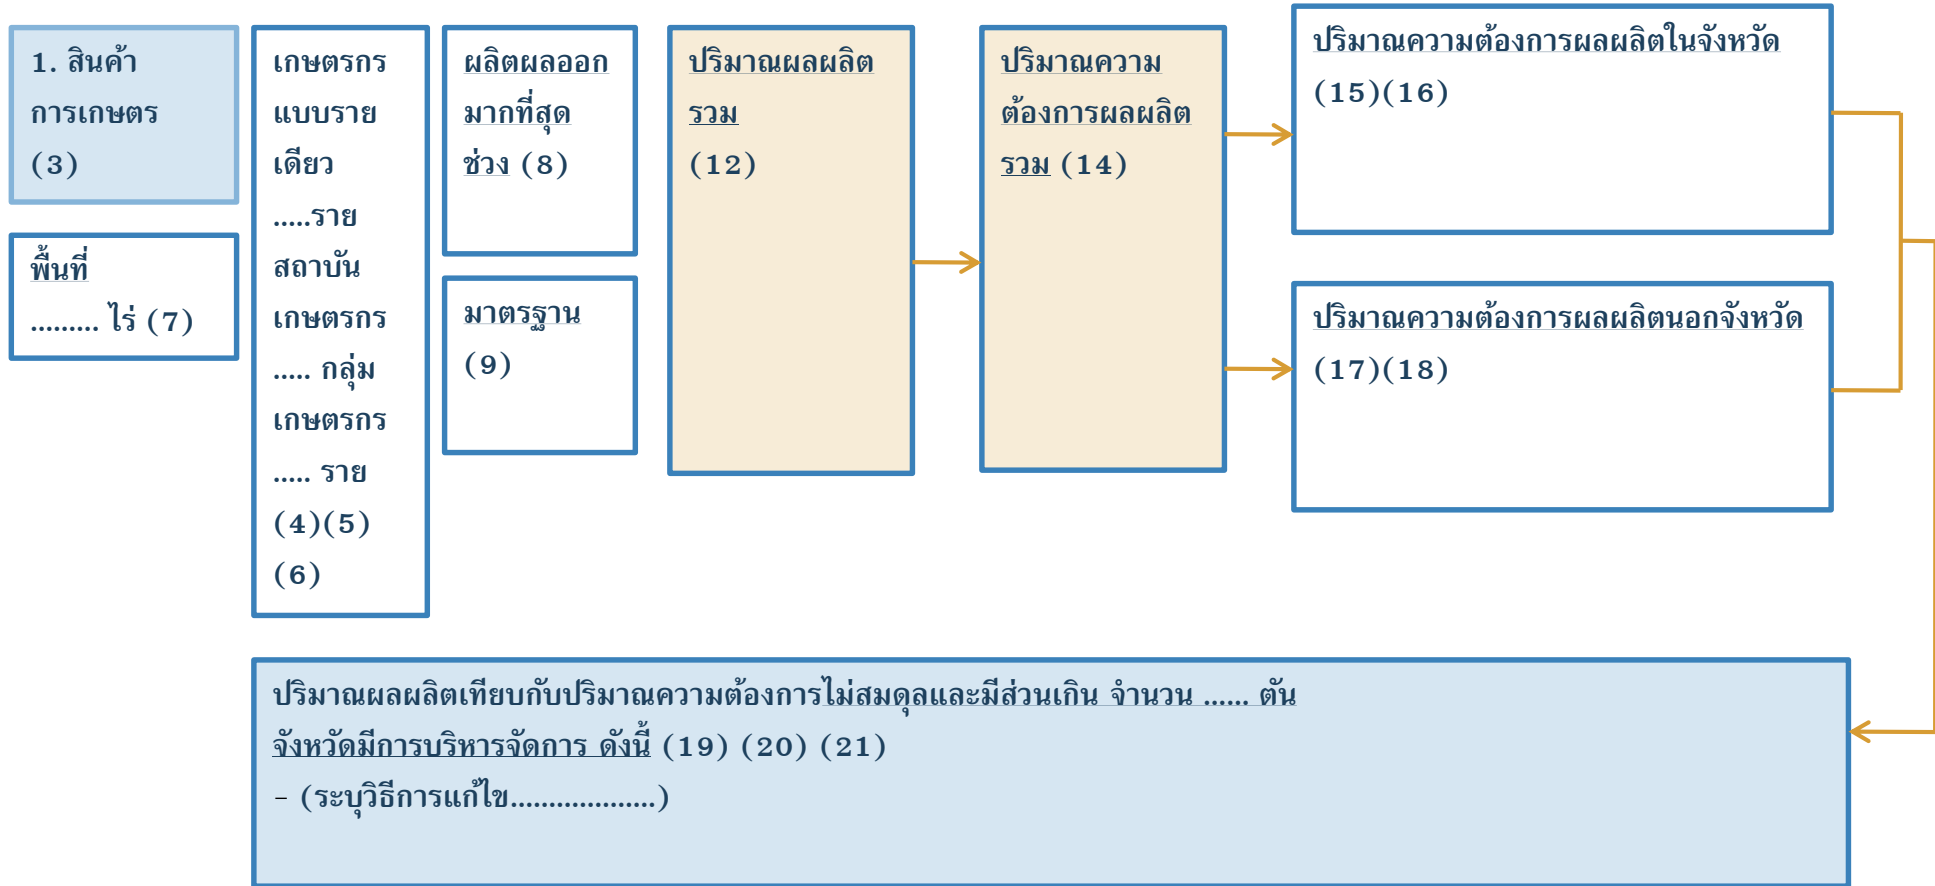 1. สินค้า
การเกษตร
(3)
พื้นที่
......... ไร่ (7)
เกษตรกร
แบบราย
เดียว
.....ราย
สถาบัน
เกษตรกร
..... กลุ่ม
เกษตรกร
..... ราย
(4)(5)
(6)
ผลิตผลออก
มากที่สุด
ช่วง (8)
มาตรฐาน
(9)
ปริมาณผลผลิต
รวม
(12)
ปริมาณความ
ต้องการผลผลิต
รวม (14)
ปริมาณความต้องการผลผลิตในจังหวัด
(15)(16)
ปริมาณความต้องการผลผลิตนอกจังหวัด
(17)(18)
ปริมาณผลผลิตเทียบกับปริมาณความต้องการไม่สมดุลและมีส่วนเกิน จำนวน ...... ตัน
จังหวัดมีการบริหารจัดการ ดังนี้ (19) (20) (21)
- (ระบุวิธีการแก้ไข...................)